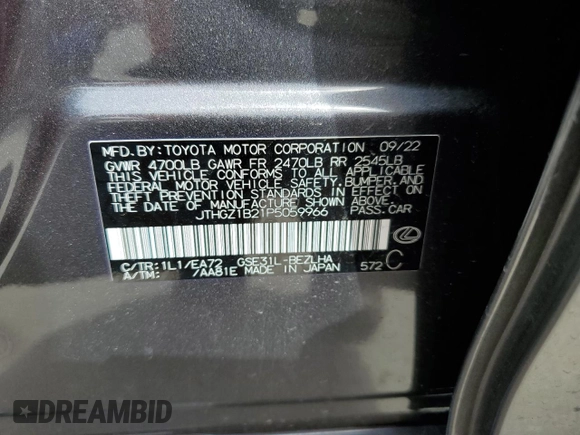 MFD. BY: TOYOTA MOTOR CORPORATION 09/22
GVWR 4700LB GAWR FR 2470LB RR 2545LB
THIS VEHICLE CONFORMS TO ALL APPLICABLE
FEDERAL MOTOR VEHICLE SAFETY, BUMPER, AND
THEFT PREVENTION STANDARDS IN EFFECT ON
THE DATE OF MANUFACTURE SHOWN ABOVE.
JTHGZ1B21P5059966 PASS. CAR
C/TR: 1L1/EA72 GSE31L-BEZLHA
A/TM: /AA81E MADE IN JAPAN 572 C
DREAMBID